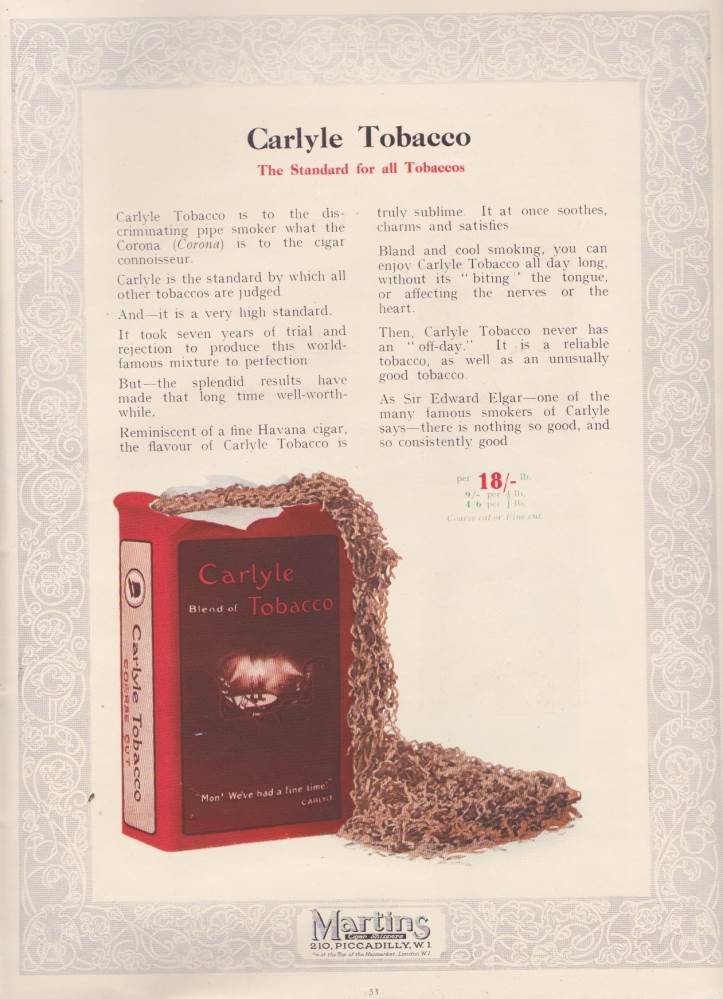 Carlyle Tobacco
The Standard for all Tobaccos
Carlyle Tobacco is to the dis-
criminating pipe smoker what the
Corona (Corona) is to the cigar
connoisseur.
Carlyle is the standard by which all
other tobaccos are judged
And—it is a very high standard.
It took seven years of trial and
rejection to produce this world-
famous mixture to perfection
But—the splendid results have
made that long time well-worth-
while.
Reminiscent of a fine Havana cigar,
the flavour of Carlyle Tobacco is
truly sublime. It at once soothes,
charms and satisfies
Bland and cool smoking, you can
enjoy Carlyle Tobacco all day long,
without its "biting" the tongue,
or affecting the nerves or the
heart.
Then, Carlyle Tobacco never has
an "off-day." It is a reliable
tobacco, as well as an unusually
good tobacco.
As Sir Edward Elgar—one of the
many famous smokers of Carlyle
says—there is nothing so good, and
so consistently good
per 18/- lb.
9/- per ½ lb,
4/6 per ¼ lb,
Coarse cut or Fine cut
Carlyle
Blend of Tobacco
"Mon! We've had a fine time."
CARLYLE
Carlyle Tobacco
COARSE CUT
Martins
Cigar Shippers
210, PICCADILLY, W.1
at the Top of the Haymarket, London W.1
53